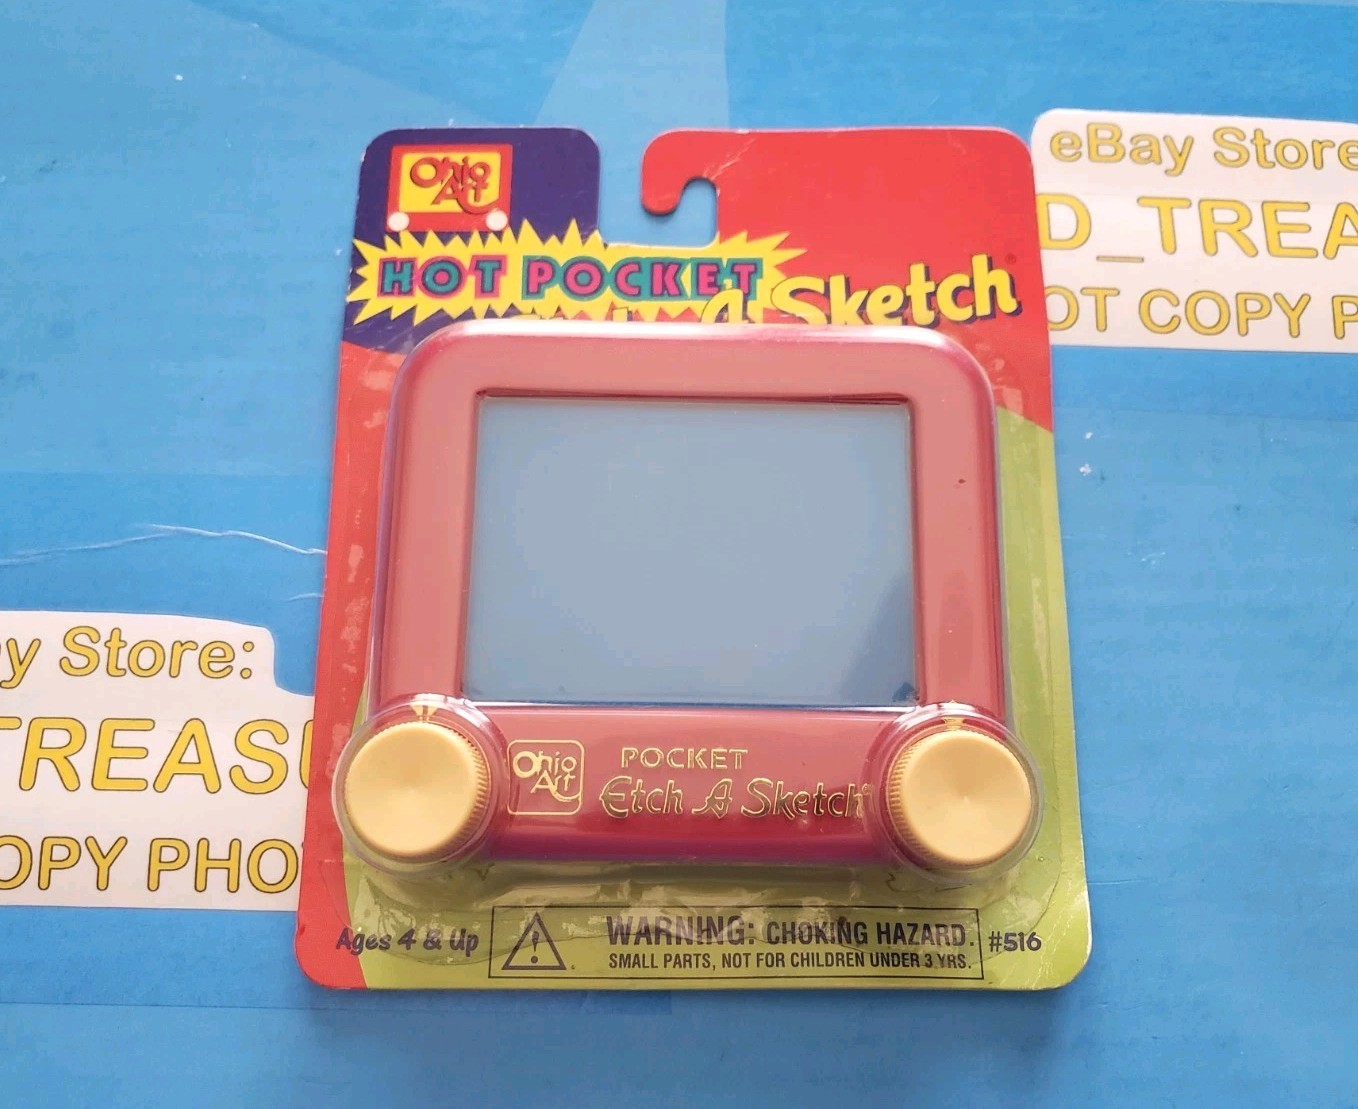 eBay Store
D_TREA
OT COPY P
Ohio
Art
HOT POCKET
A Sketch®
y Store:
TREASU
OPY PHO
Ohio
Art
POCKET
Etch A Sketch®
Ages 4 & Up
WARNING: CHOKING HAZARD.
SMALL PARTS, NOT FOR CHILDREN UNDER 3 YRS.
#516